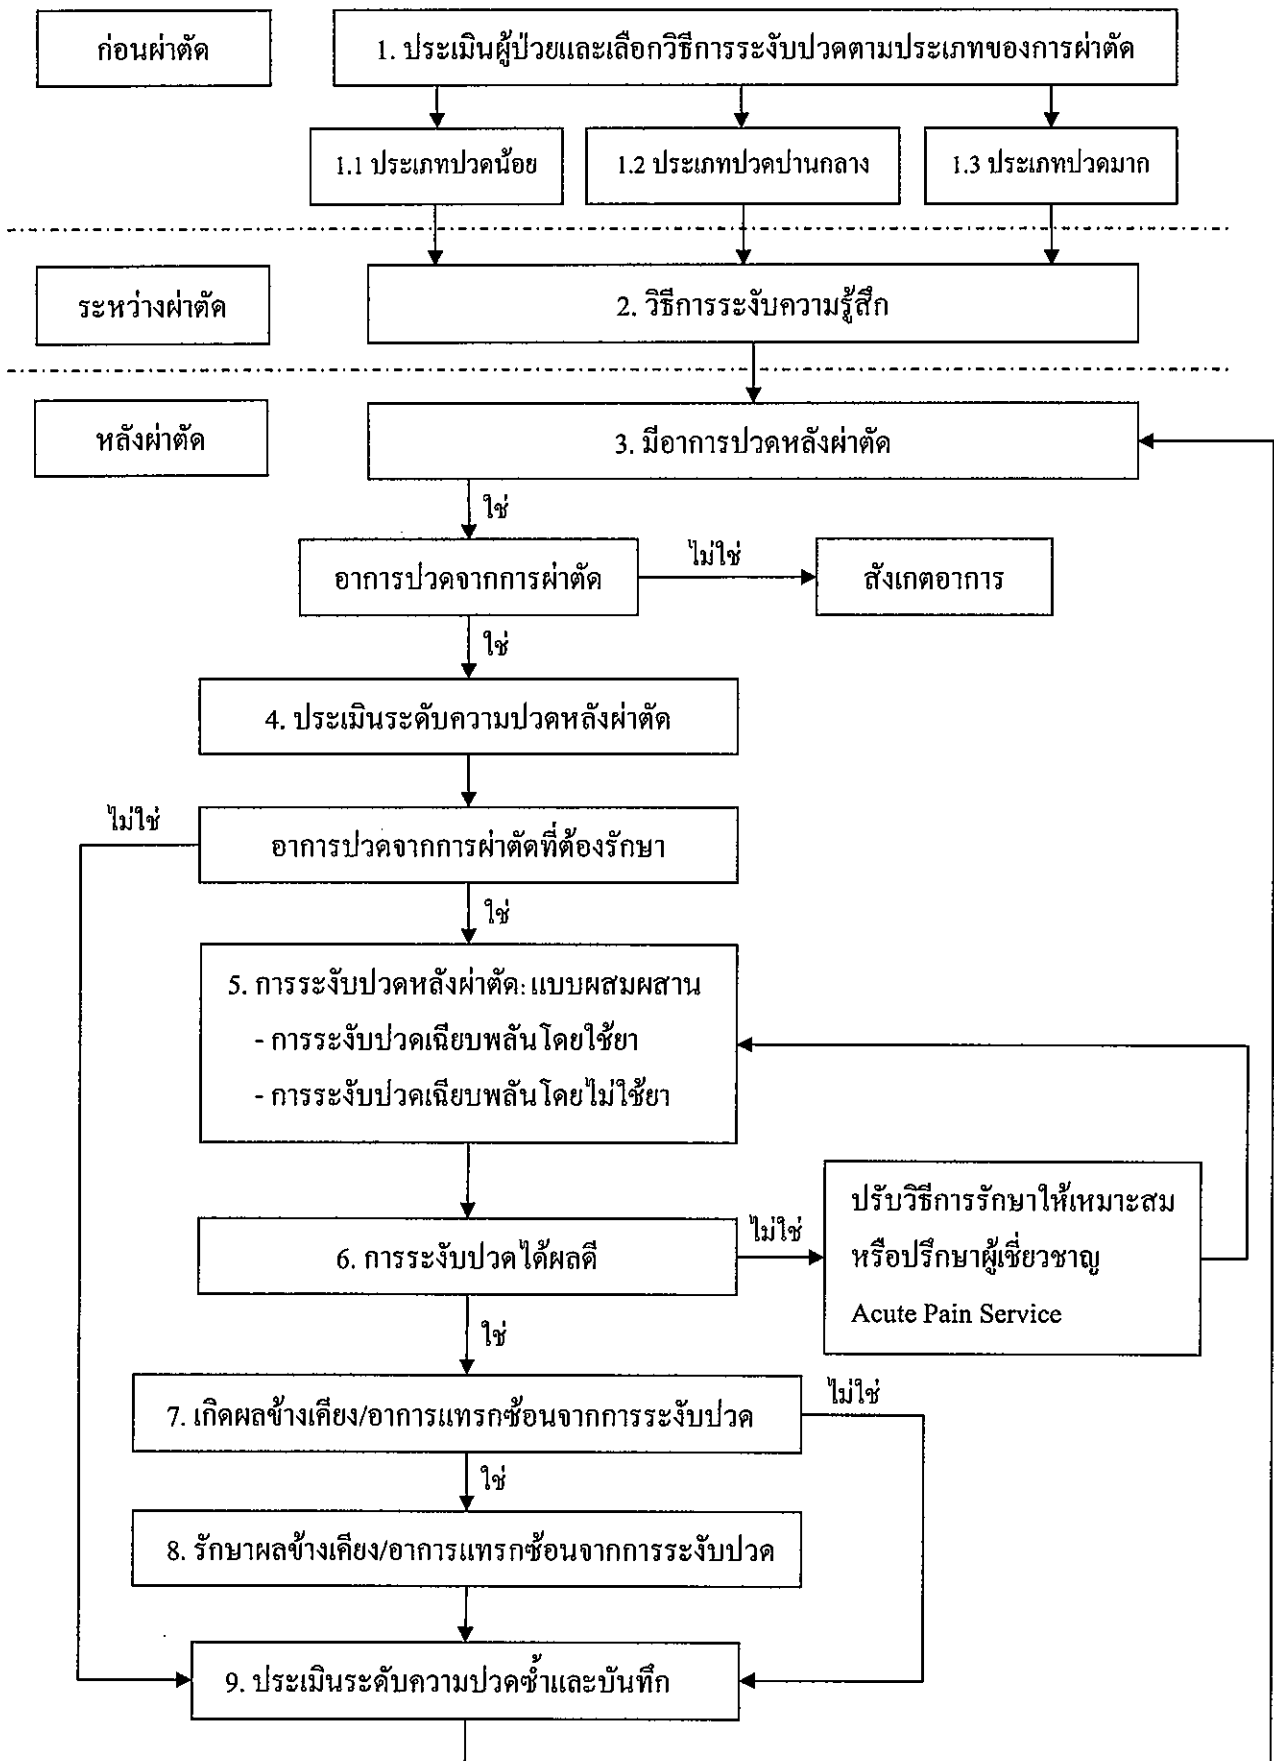 ก่อนผ่าตัด
1. ประเมินผู้ป่วยและเลือกวิธีการระงับปวดตามประเภทของการผ่าตัด
1.1 ประเภทปวดน้อย
1.2 ประเภทปวดปานกลาง
1.3 ประเภทปวดมาก
ระหว่างผ่าตัด
2. วิธีการระงับความรู้สึก
หลังผ่าตัด
3. มีอาการปวดหลังผ่าตัด
ใช่
อาการปวดจากการผ่าตัด
ไม่ใช่
สังเกตอาการ
ใช่
4. ประเมินระดับความปวดหลังผ่าตัด
ไม่ใช่
อาการปวดจากการผ่าตัดที่ต้องรักษา
ใช่
5. การระงับปวดหลังผ่าตัด: แบบผสมผสาน
- การระงับปวดเฉียบพลันโดยใช้ยา
- การระงับปวดเฉียบพลันโดยไม่ใช้ยา
6. การระงับปวดได้ผลดี
ไม่ใช่
ปรับวิธีการรักษาให้เหมาะสม
หรือปรึกษาผู้เชี่ยวชาญ
Acute Pain Service
ใช่
7. เกิดผลข้างเคียง/อาการแทรกซ้อนจากการระงับปวด
ไม่ใช่
ใช่
8. รักษาผลข้างเคียง/อาการแทรกซ้อนจากการระงับปวด
9. ประเมินระดับความปวดซ้ำและบันทึก